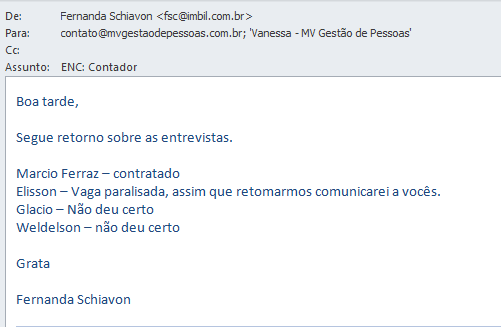 De: Fernanda Schiavon <fsc@imbil.com.br>
Para: contato@mvgestaodepessoas.com.br; 'Vanessa - MV Gestão de Pessoas'
Cc:
Assunto: ENC: Contador
Boa tarde,
Segue retorno sobre as entrevistas.
Marcio Ferraz – contratado
Elisson – Vaga paralisada, assim que retomarmos comunicarei a vocês.
Glacio – Não deu certo
Weldelson – não deu certo
Grata
Fernanda Schiavon